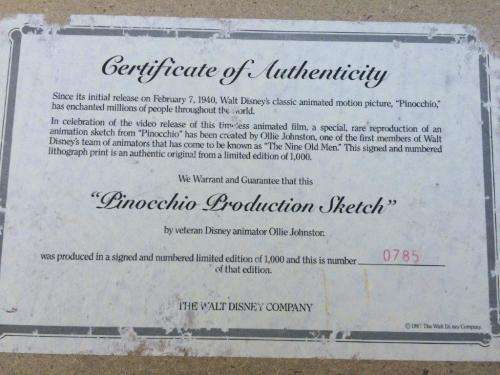 Certificate of Authenticity
Since its initial release on February 7, 1940, Walt Disney's classic animated motion picture, "Pinocchio,"
has enchanted millions of people throughout the world.
In celebration of the video release of this timeless animated film, a special, rare reproduction of an
animation sketch from "Pinocchio" has been created by Ollie Johnston, one of the first members of Walt
Disney's team of animators that has come to be known as "The Nine Old Men." This signed and numbered
lithograph print is an authentic original from a limited edition of 1,000.
We Warrant and Guarantee that this
"Pinocchio Production Sketch"
by veteran Disney animator Ollie Johnston.
was produced in a signed and numbered limited edition of 1,000 and this is number 0785
of that edition.
THE WALT DISNEY COMPANY
© 1987 The Walt Disney Company